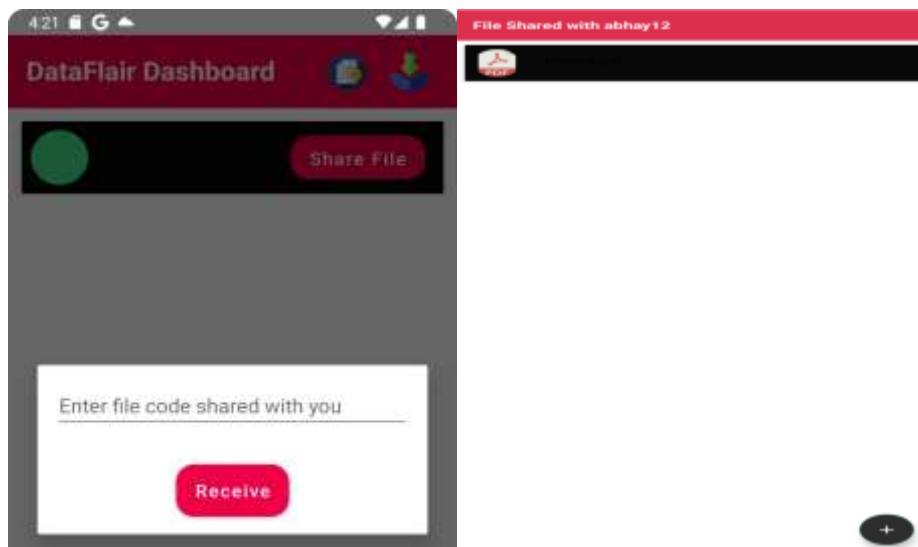 4:21 G
DataFlair Dashboard
Share File
Enter file code shared with you
Receive
File Shared with abhay12
PDF
+